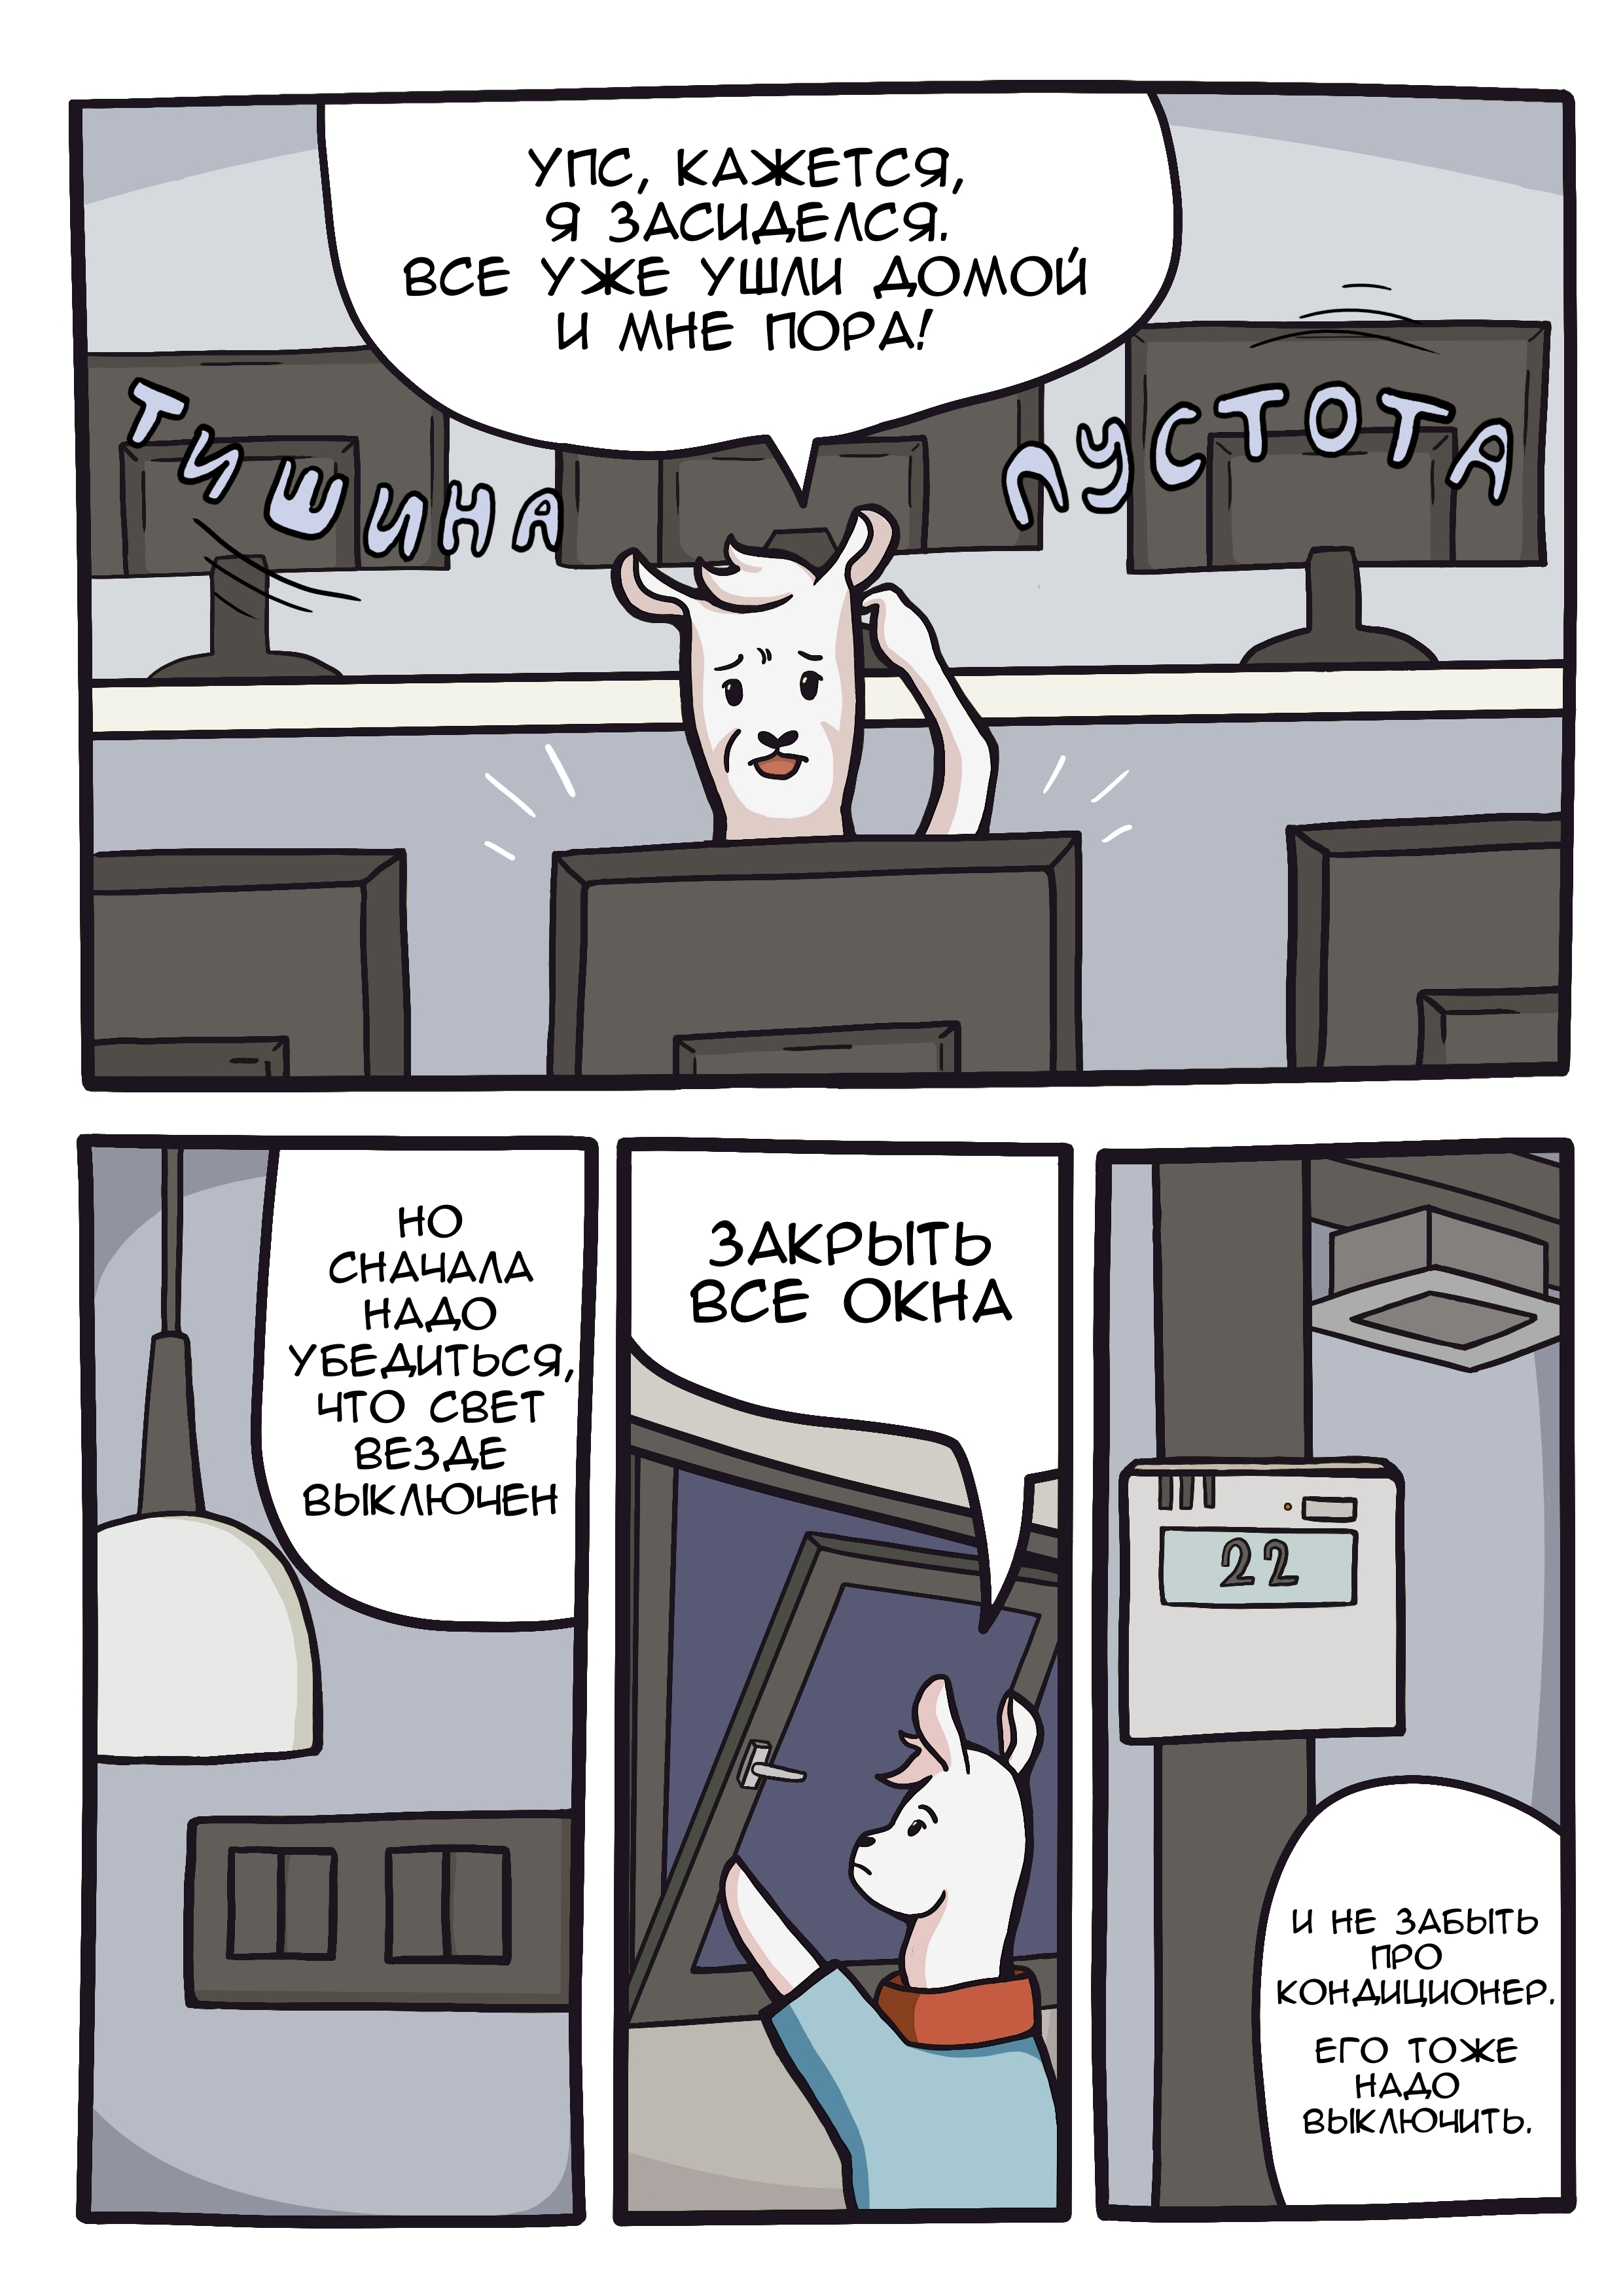 УПС, КАЖЕТСЯ,
Я ЗАСИДЕЛСЯ.
ВСЕ УЖЕ УШЛИ ДОМОЙ
И МНЕ ПОРА!
ТИШИНА
ПУСТОТА
НО
СНАЧАЛА
НАДО
УБЕДИТЬСЯ,
ЧТО СВЕТ
ВЕЗДЕ
ВЫКЛЮЧЕН
ЗАКРЫТЬ
ВСЕ ОКНА
22
И НЕ ЗАБЫТЬ
ПРО
КОНДИЦИОНЕР.
ЕГО ТОЖЕ
НАДО
ВЫКЛЮЧИТЬ.